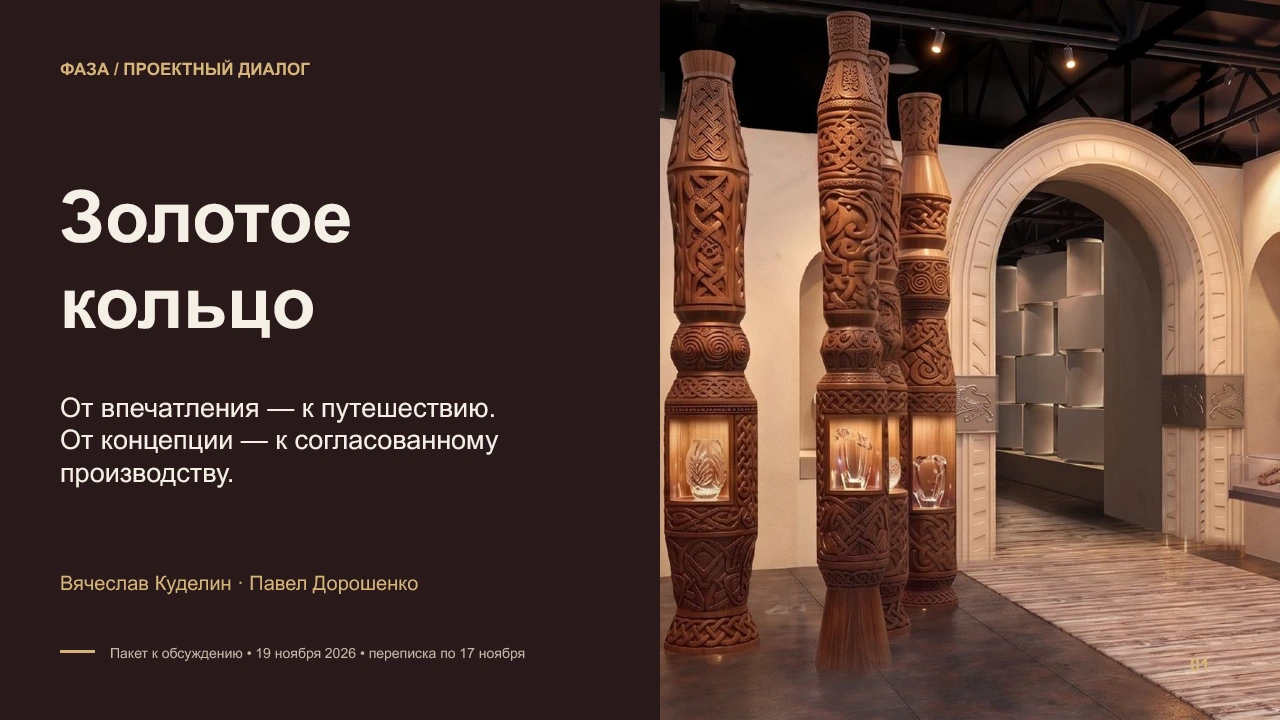 ФАЗА / ПРОЕКТНЫЙ ДИАЛОГ
Золотое
кольцо
От впечатления — к путешествию.
От концепции — к согласованному
производству.
Вячеслав Куделин · Павел Дорошенко
Пакет к обсуждению • 19 ноября 2026 • переписка по 17 ноября
01